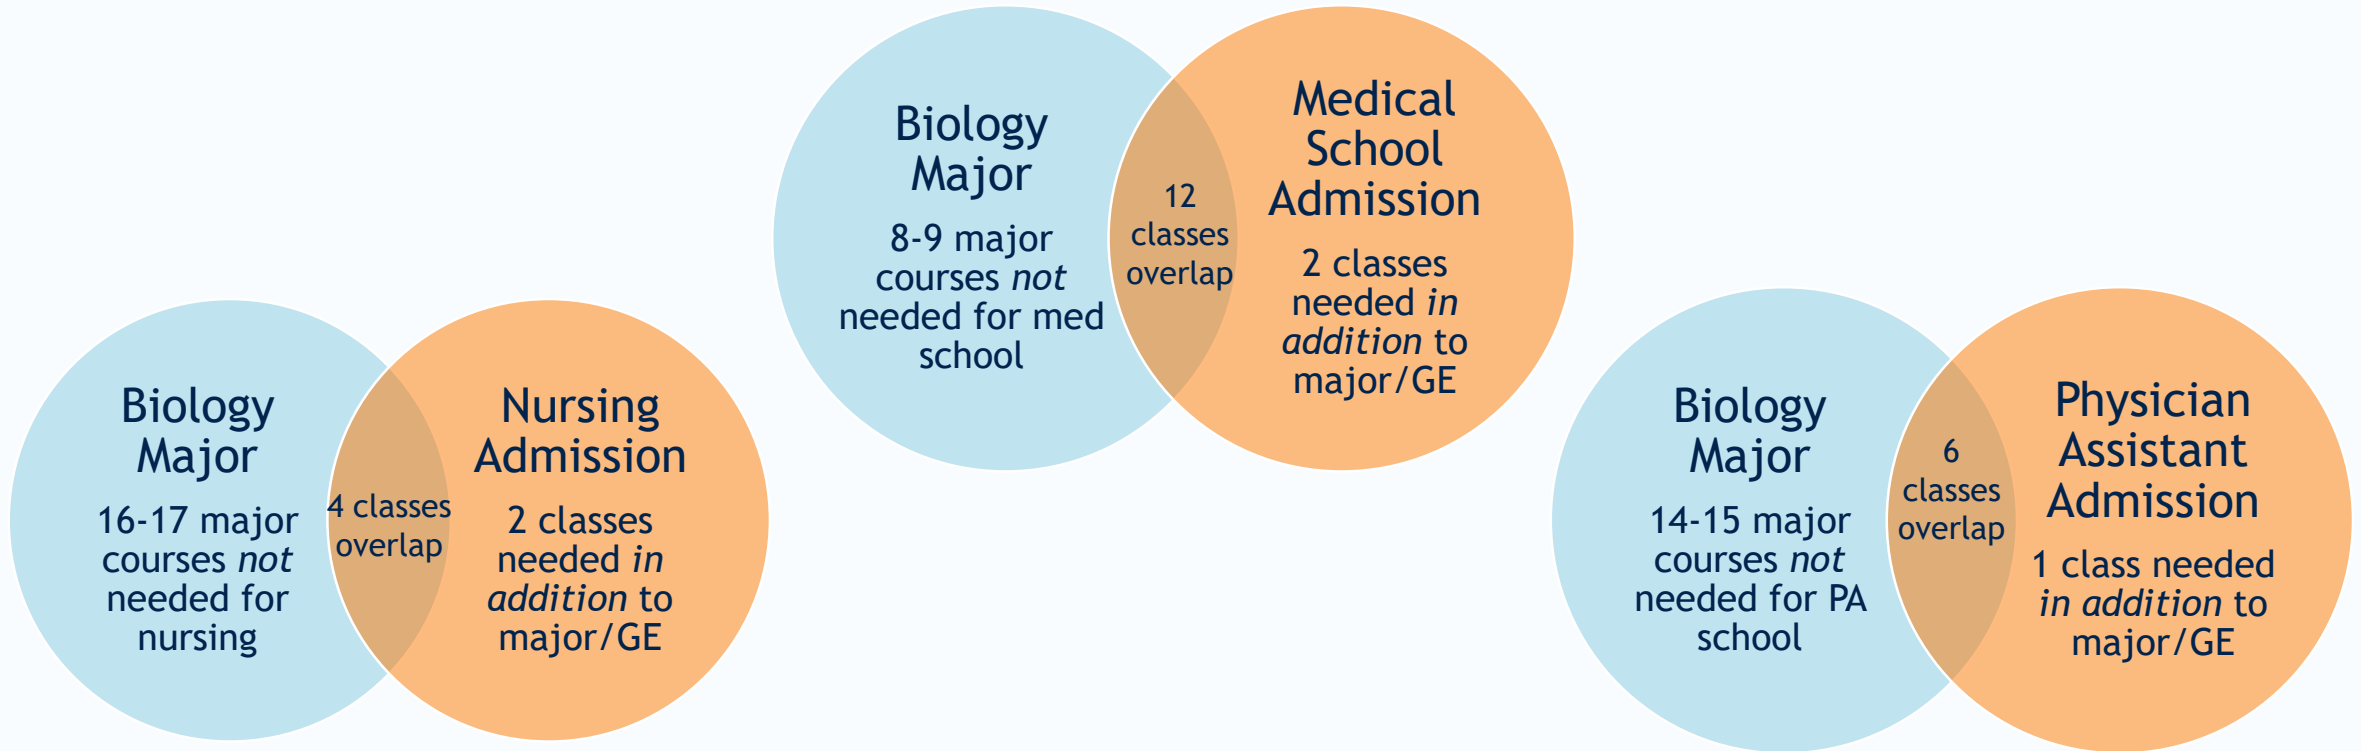 Biology
Major
16-17 major
courses not
needed for
nursing
4 classes
overlap
Nursing
Admission
2 classes
needed in
addition to
major/GE
Biology
Major
8-9 major
courses not
needed for med
school
12
classes
overlap
Medical
School
Admission
2 classes
needed in
addition to
major/GE
Biology
Major
14-15 major
courses not
needed for PA
school
6
classes
overlap
Physician
Assistant
Admission
1 class needed
in addition to
major/GE